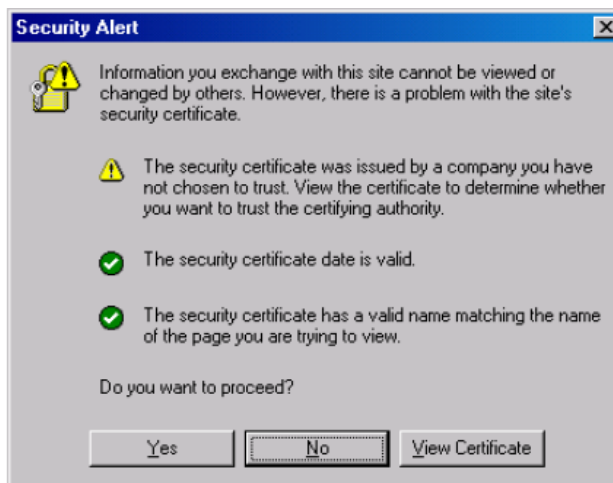 Security Alert
Information you exchange with this site cannot be viewed or
changed by others. However, there is a problem with the site's
security certificate.
The security certificate was issued by a company you have
not chosen to trust. View the certificate to determine whether
you want to trust the certifying authority.
The security certificate date is valid.
The security certificate has a valid name matching the name
of the page you are trying to view.
Do you want to proceed?
Yes No View Certificate